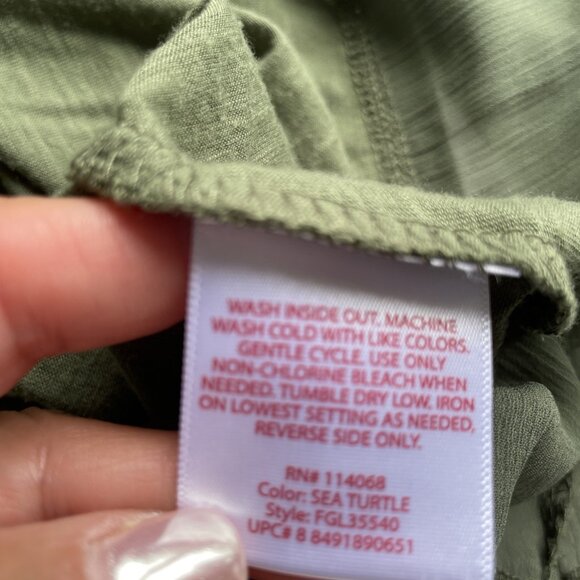 WASH INSIDE OUT. MACHINE
WASH COLD WITH LIKE COLORS.
GENTLE CYCLE. USE ONLY
NON-CHLORINE BLEACH WHEN
NEEDED. TUMBLE DRY LOW. IRON
ON LOWEST SETTING AS NEEDED,
REVERSE SIDE ONLY.
RN# 114068
Color: SEA TURTLE
Style: FGL35540
UPC# 8 8491890651